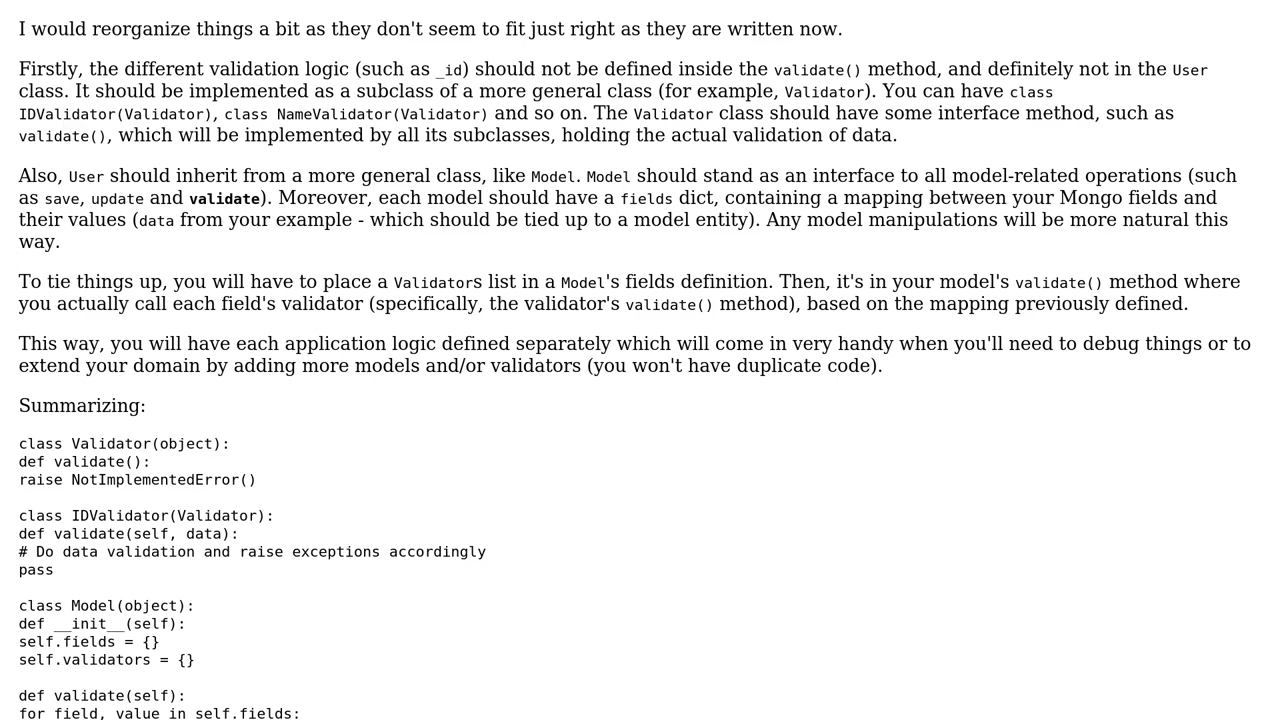 I would reorganize things a bit as they don't seem to fit just right as they are written now.
Firstly, the different validation logic (such as _id) should not be defined inside the validate() method, and definitely not in the User
class. It should be implemented as a subclass of a more general class (for example, Validator). You can have class
IDValidator(Validator), class NameValidator(Validator) and so on. The Validator class should have some interface method, such as
validate(), which will be implemented by all its subclasses, holding the actual validation of data.
Also, User should inherit from a more general class, like Model. Model should stand as an interface to all model-related operations (such
as save, update and validate). Moreover, each model should have a fields dict, containing a mapping between your Mongo fields and
their values (data from your example - which should be tied up to a model entity). Any model manipulations will be more natural this
way.
To tie things up, you will have to place a Validators list in a Model's fields definition. Then, it's in your model's validate() method where
you actually call each field's validator (specifically, the validator's validate() method), based on the mapping previously defined.
This way, you will have each application logic defined separately which will come in very handy when you'll need to debug things or to
extend your domain by adding more models and/or validators (you won't have duplicate code).
Summarizing:
class Validator(object):
def validate():
raise NotImplementedError()
class IDValidator(Validator):
def validate(self, data):
# Do data validation and raise exceptions accordingly
pass
class Model(object):
def __init__(self):
self.fields = {}
self.validators = {}
def validate(self):
for field, value in self.fields: